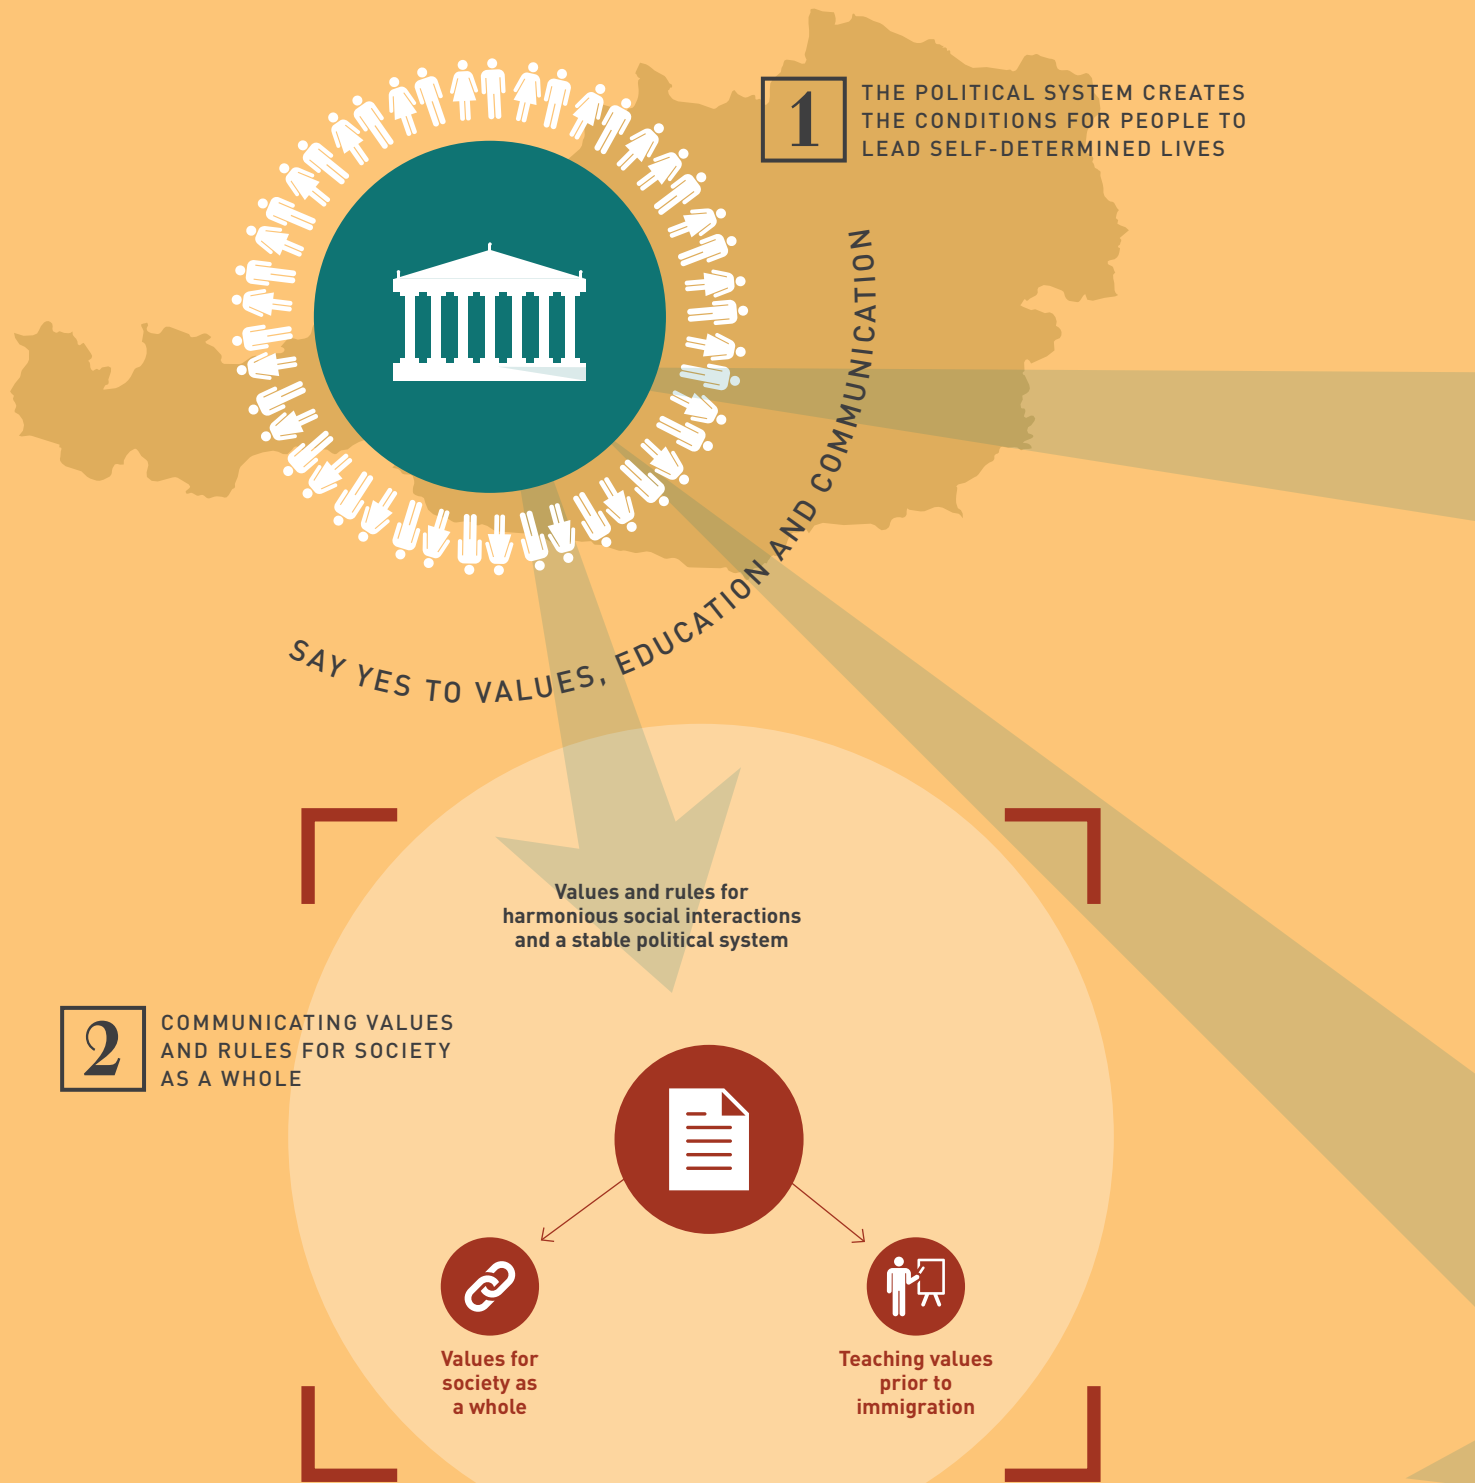 1
THE POLITICAL SYSTEM CREATES
THE CONDITIONS FOR PEOPLE TO
LEAD SELF-DETERMINED LIVES
SAY YES TO VALUES, EDUCATION AND COMMUNICATION
Values and rules for
harmonious social interactions
and a stable political system
2
COMMUNICATING VALUES
AND RULES FOR SOCIETY
AS A WHOLE
Values for
society as
a whole
Teaching values
prior to
immigration